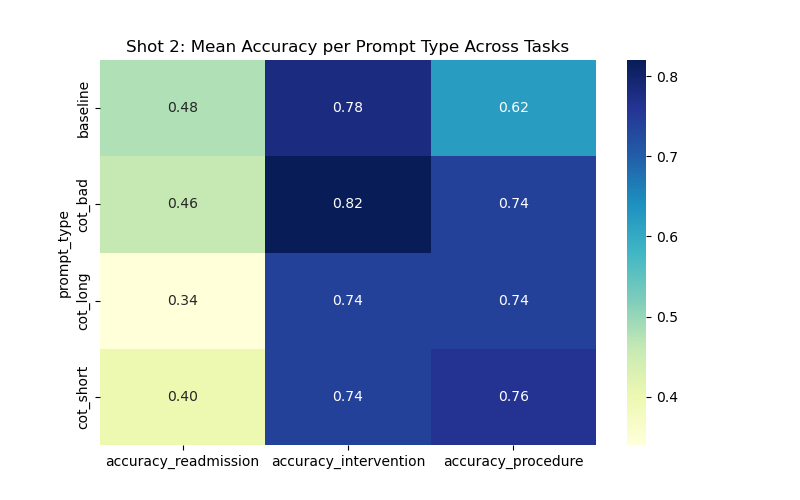 Shot 2: Mean Accuracy per Prompt Type Across Tasks
prompt_type
baseline
0.48 0.78 0.62
cot_bad
0.46 0.82 0.74
cot_long
0.34 0.74 0.74
cot_short
0.40 0.74 0.76
accuracy_readmission accuracy_intervention accuracy_procedure
0.8
0.7
0.6
0.5
0.4